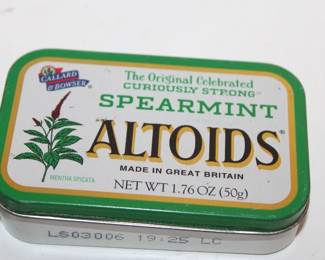 CALLARD
& BOWSER
The Original Celebrated
CURIOUSLY STRONG
SPEARMINT
ALTOIDS®
MADE IN GREAT BRITAIN
NET WT 1.76 OZ (50g)
MENTHA SPICATA
LS03006 19:25 LC